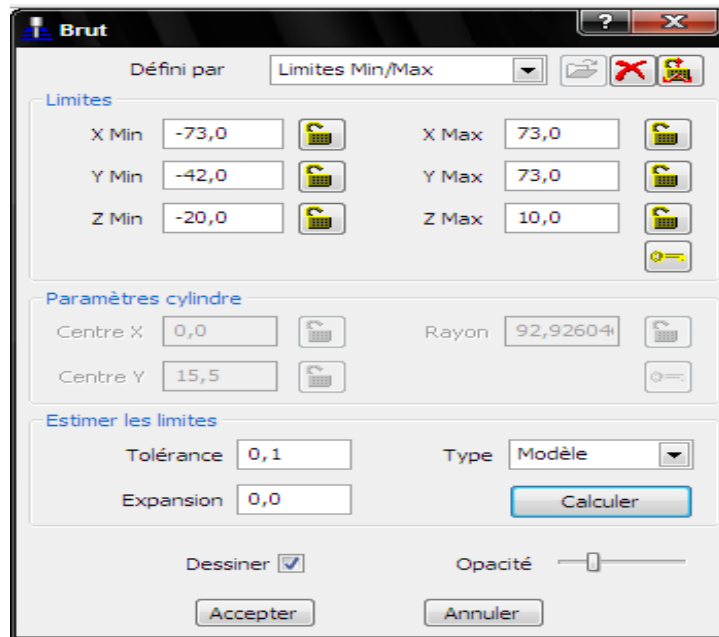 Brut
?
Défini par Limites Min/Max
Limites
X Min -73,0 X Max 73,0
Y Min -42,0 Y Max 73,0
Z Min -20,0 Z Max 10,0
Paramètres cylindre
Centre X 0,0 Rayon 92,92604
Centre Y 15,5
Estimer les limites
Tolérance 0,1 Type Modèle
Expansion 0,0 Calculer
Dessiner Opacité
Accepter Annuler